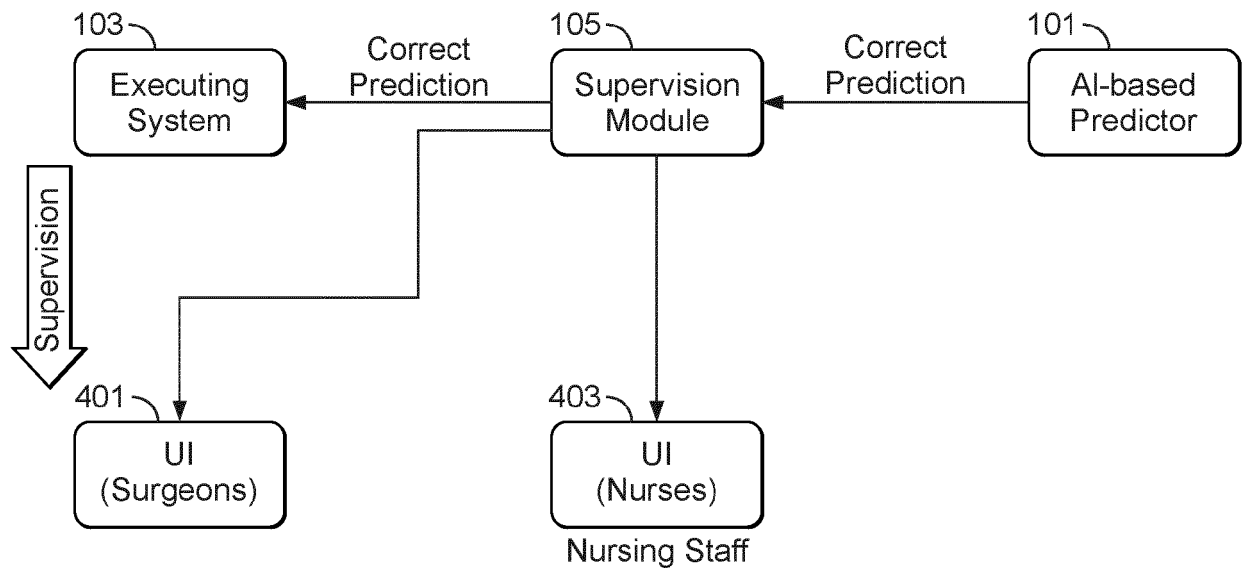 103
105
101
Executing
System
Correct
Prediction
Supervision
Module
Correct
Prediction
AI-based
Predictor
Supervision
401
403
UI
(Surgeons)
UI
(Nurses)
Nursing Staff